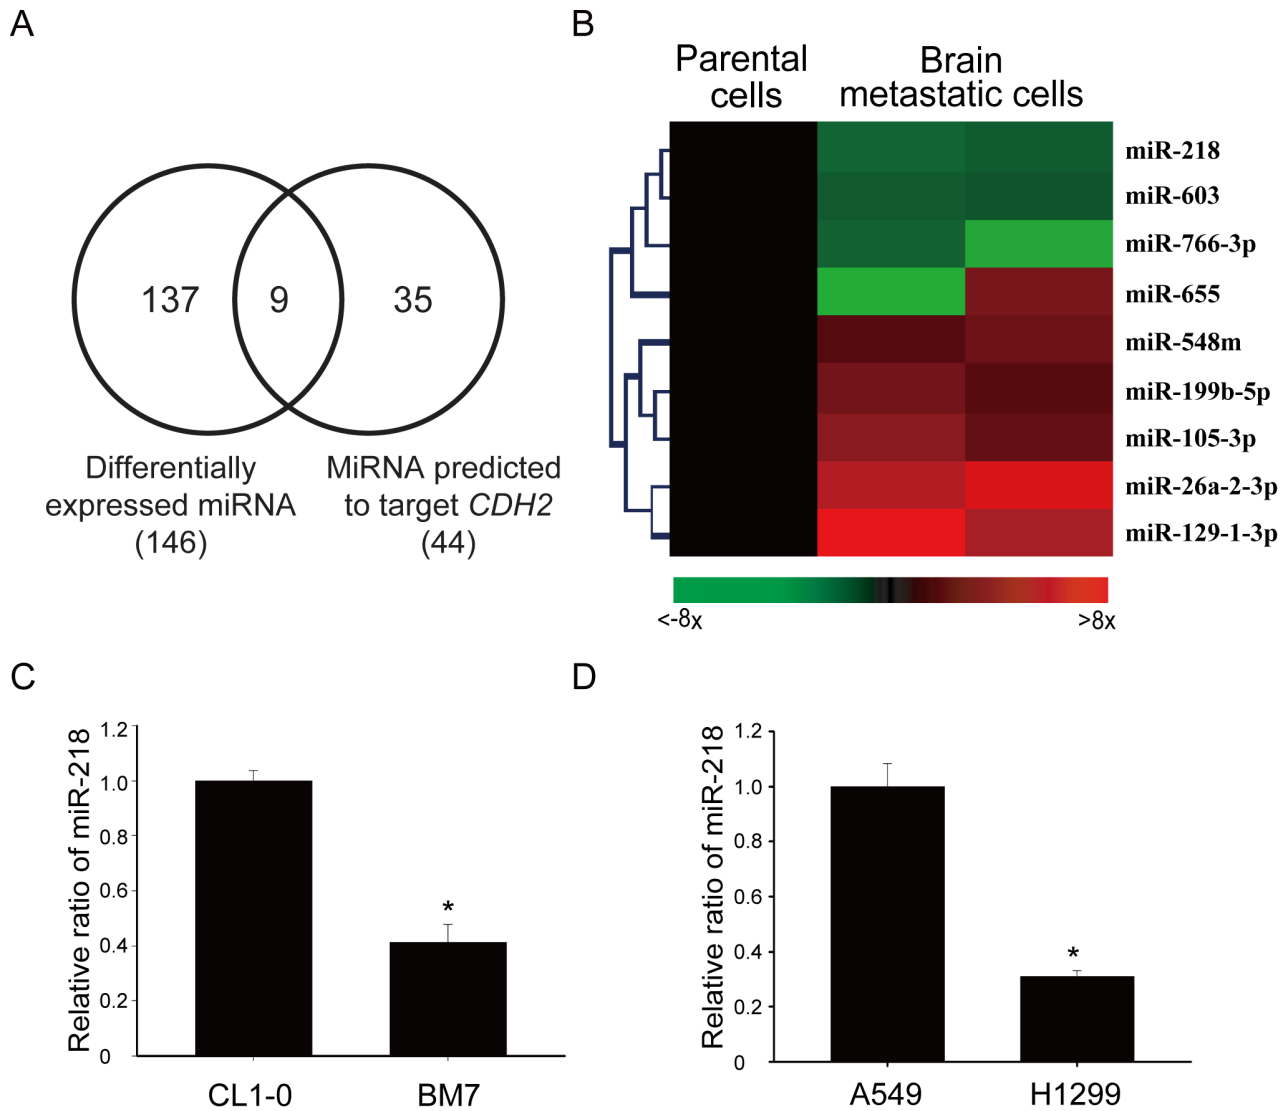 A
137
9
35
Differentially
expressed miRNA
(146)
MiRNA predicted
to target CDH2
(44)
B
Parental
cells
Brain
metastatic cells
miR-218
miR-603
miR-766-3p
miR-655
miR-548m
miR-199b-5p
miR-105-3p
miR-26a-2-3p
miR-129-1-3p
<-8x
>8x
C
Relative ratio of miR-218
1.2
1.0
0.8
0.6
0.4
0.2
0
*
CL1-0
BM7
D
Relative ratio of miR-218
1.2
1.0
0.8
0.6
0.4
0.2
0
*
A549
H1299